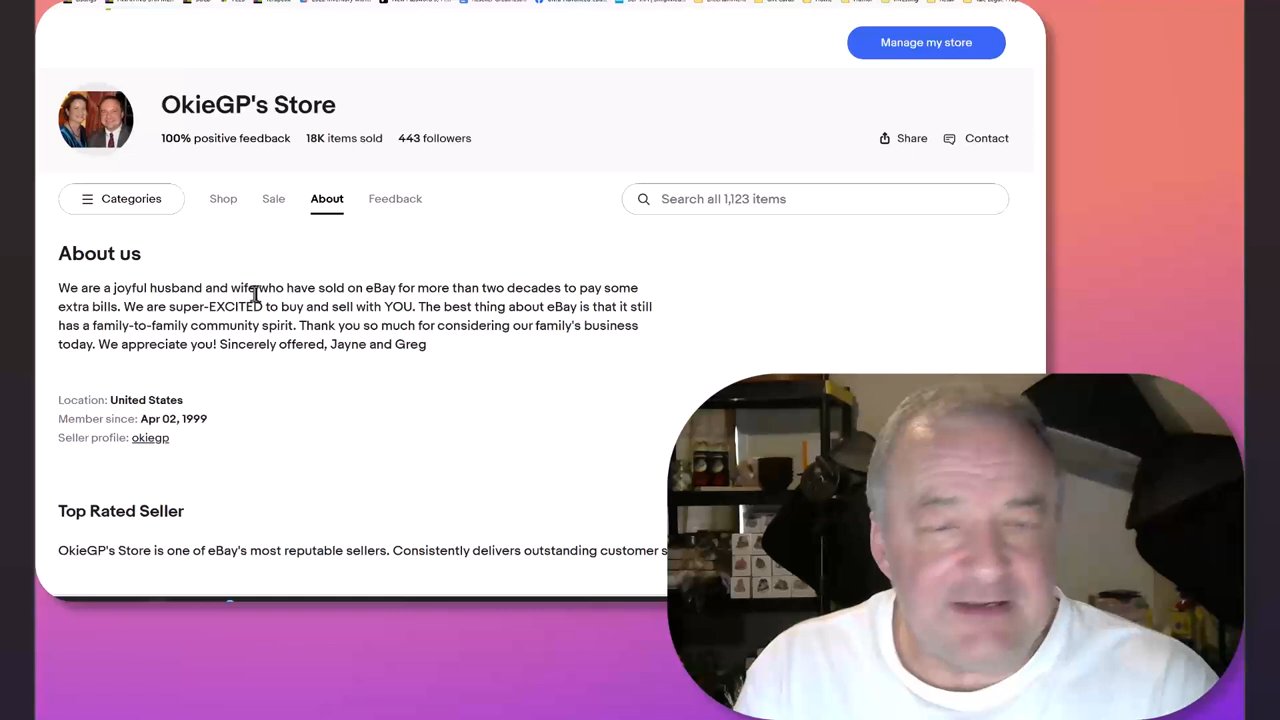 Manage my store
OkieGP's Store
100% positive feedback 18K items sold 443 followers
Share Contact
Categories Shop Sale About Feedback Search all 1,123 items
About us
We are a joyful husband and wife who have sold on eBay for more than two decades to pay some
extra bills. We are super-EXCITED to buy and sell with YOU. The best thing about eBay is that it still
has a family-to-family community spirit. Thank you so much for considering our family's business
today. We appreciate you! Sincerely offered, Jayne and Greg
Location: United States
Member since: Apr 02, 1999
Seller profile: okiegp
Top Rated Seller
OkieGP's Store is one of eBay's most reputable sellers. Consistently delivers outstanding customer s